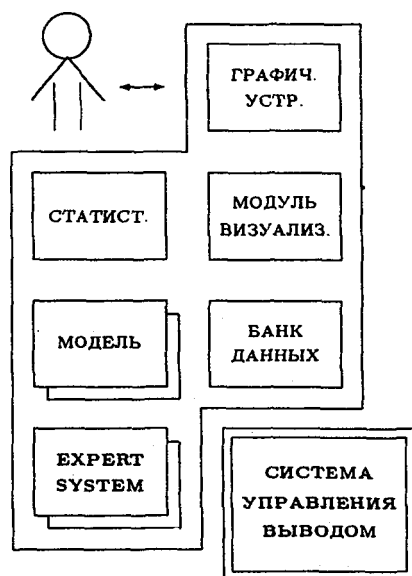 ГРАФИЧ.
УСТР.
СТАТИСТ.
МОДУЛЬ
ВИЗУАЛИЗ.
МОДЕЛЬ
БАНК
ДАННЫХ
EXPERT
SYSTEM
СИСТЕМА
УПРАВЛЕНИЯ
ВЫВОДОМ